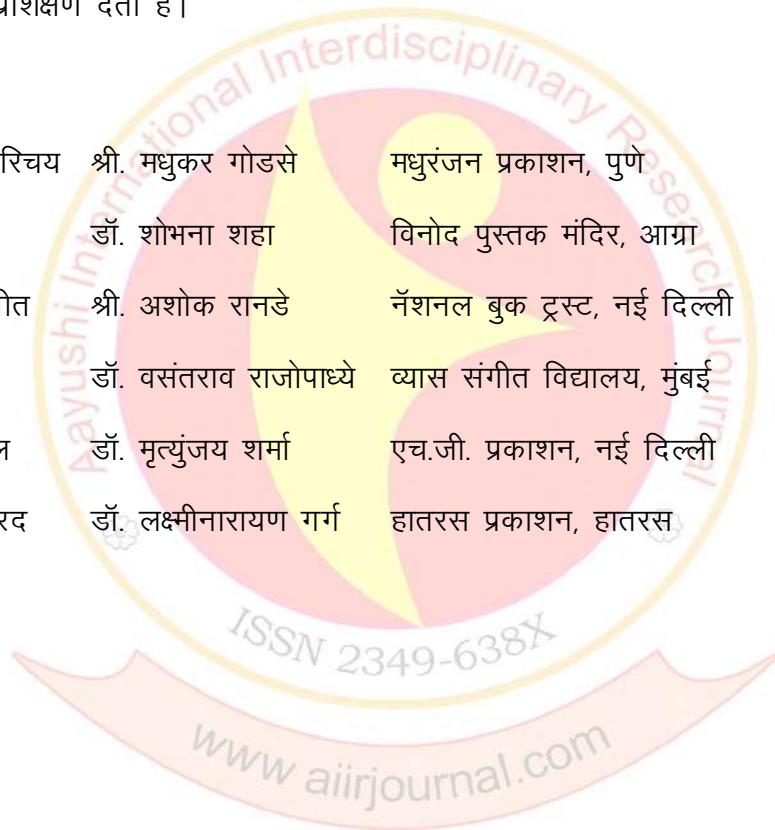 प्रशिक्षण देता है।
रिचय श्री. मधुकर गोडसे मधुरंजन प्रकाशन, पुणे
डॉ. शोभना शहा विनोद पुस्तक मंदिर, आग्रा
गीत श्री. अशोक रानडे नॅशनल बुक ट्रस्ट, नई दिल्ली
डॉ. वसंतराव राजोपाध्ये व्यास संगीत विद्यालय, मुंबई
ल डॉ. मृत्युंजय शर्मा एच.जी. प्रकाशन, नई दिल्ली
रद डॉ. लक्ष्मीनारायण गर्ग हातरस प्रकाशन, हातरस
Aayushi International Interdisciplinary Research Journal
ISSN 2349-638X
www aiirjournal.com